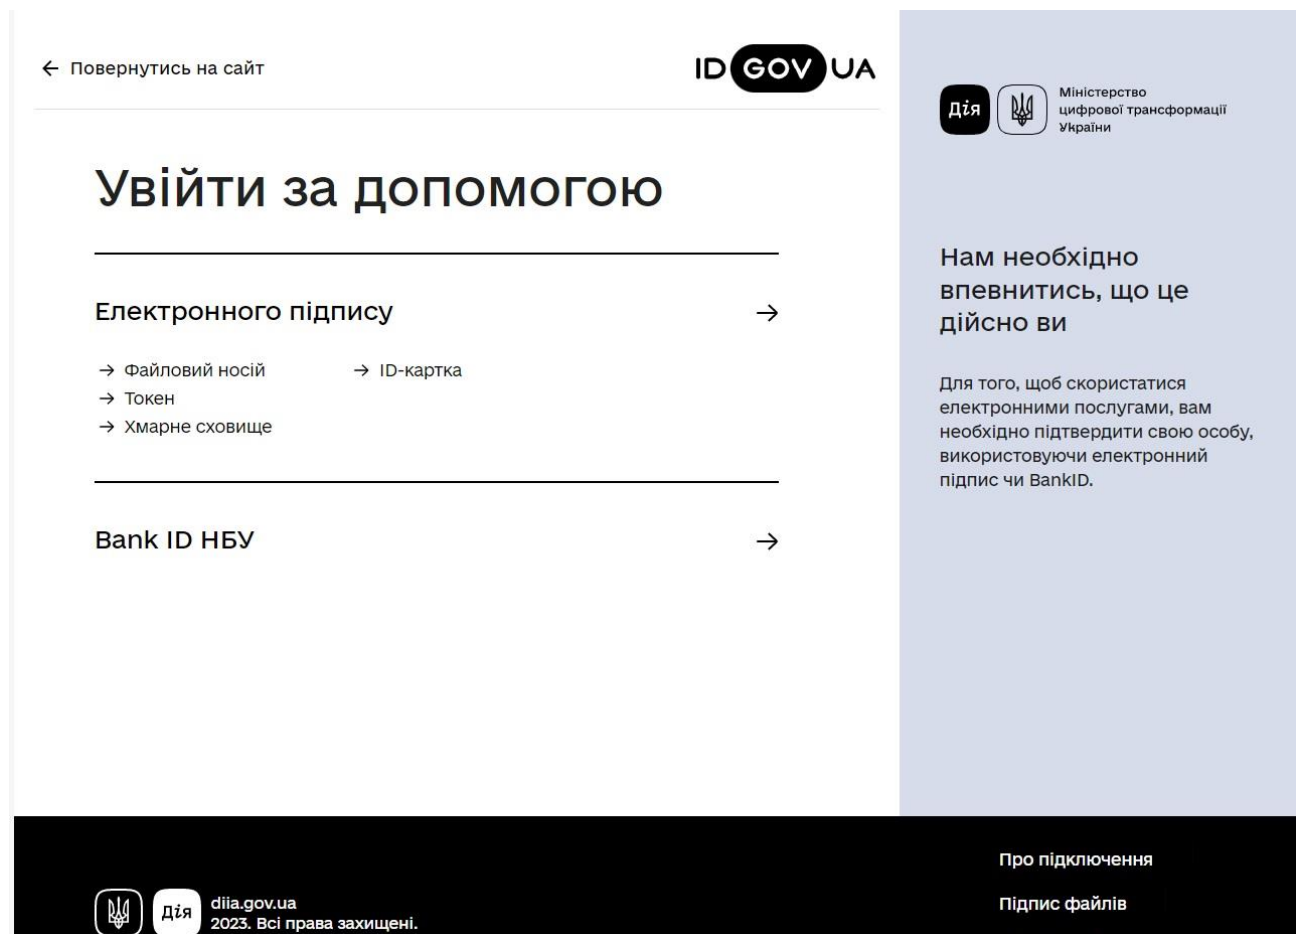 ← Повернутись на сайт
ID GOV UA
Увійти за допомогою
Електронного підпису →
→ Файловий носій → ID-картка
→ Токен
→ Хмарне сховище
Bank ID НБУ →
Дія
Міністерство
цифрової трансформації
України
Нам необхідно
впевнитись, що це
дійсно ви
Для того, щоб скористатися
електронними послугами, вам
необхідно підтвердити свою особу,
використовуючи електронний
підпис чи BankID.
Дія
diia.gov.ua
2023. Всі права захищені.
Про підключення
Підпис файлів